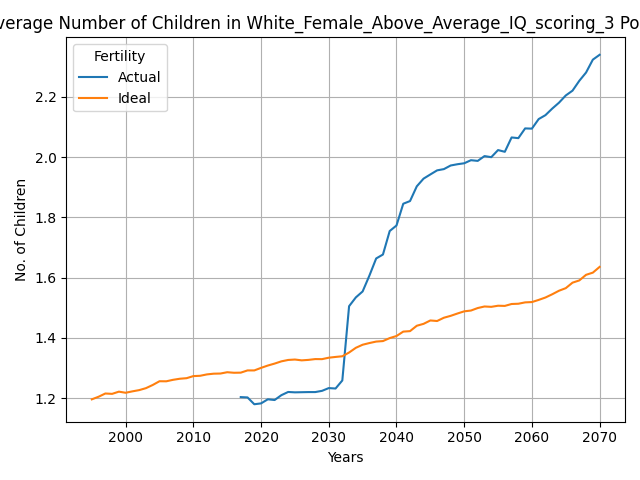 verage Number of Children in White_Female_Above_Average_IQ_scoring_3 Po
Fertility
Actual
Ideal
No. of Children
2.2
2.0
1.8
1.6
1.4
1.2
2000 2010 2020 2030 2040 2050 2060 2070
Years